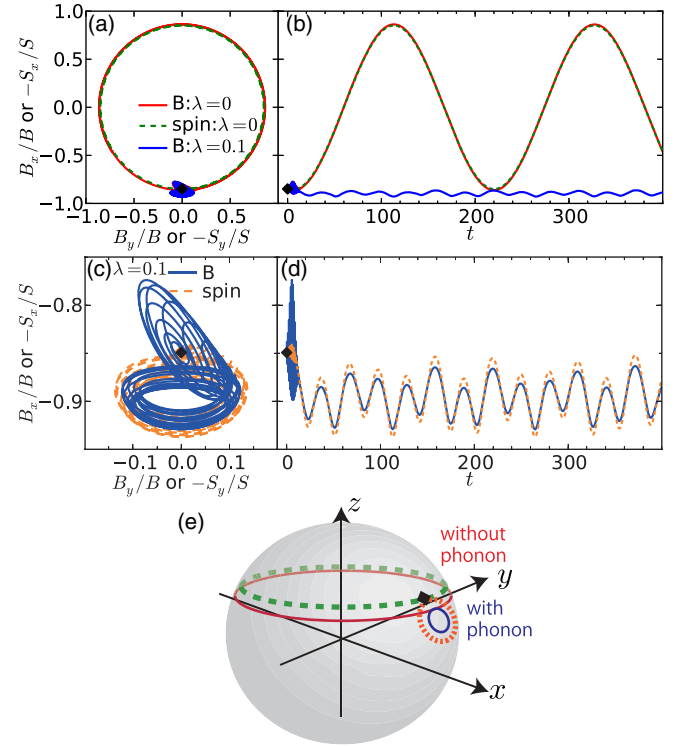 (a)
1.0
0.5
0.0
−0.5
−1.0
B_x/B or −S_x/S
B:λ=0
spin:λ=0
B:λ=0.1
−1.0 −0.5 0.0 0.5
B_y/B or −S_y/S
(b)
0 100 200 300
t
(c)
λ=0.1
B
spin
−0.8
−0.9
B_x/B or −S_x/S
−0.1 0.0 0.1
B_y/B or −S_y/S
(d)
0 100 200 300
t
(e)
z
without
phonon
y
with
phonon
x